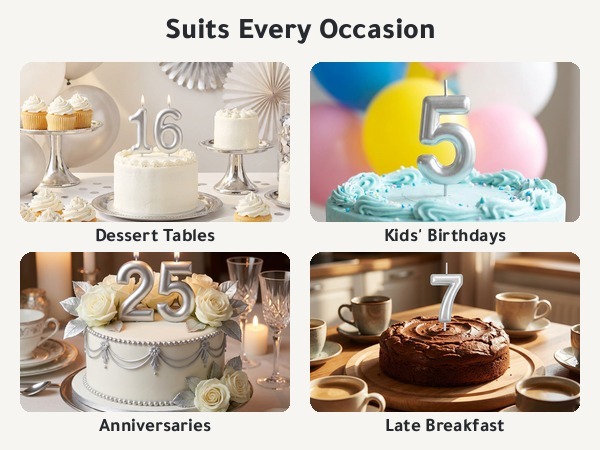 Suits Every Occasion
16
5
Dessert Tables
Kids' Birthdays
25
7
Anniversaries
Late Breakfast